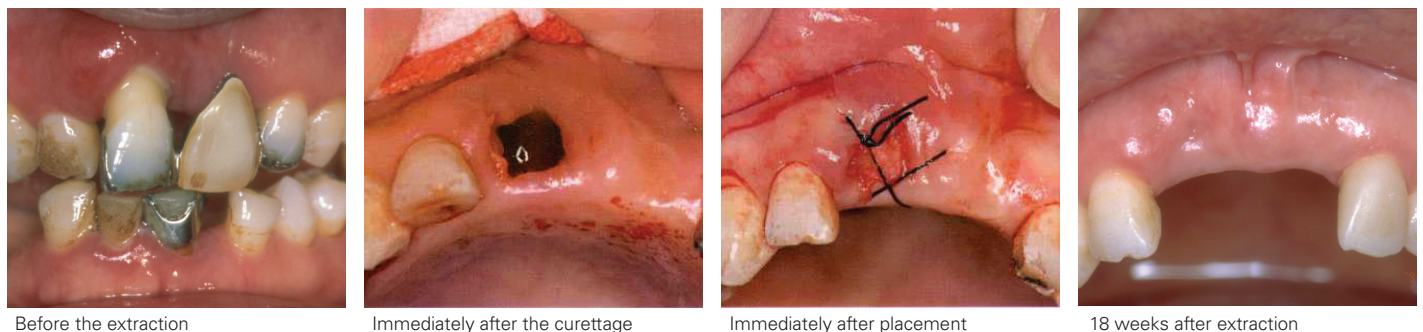 Before the extraction
Immediately after the curettage
Immediately after placement
18 weeks after extraction